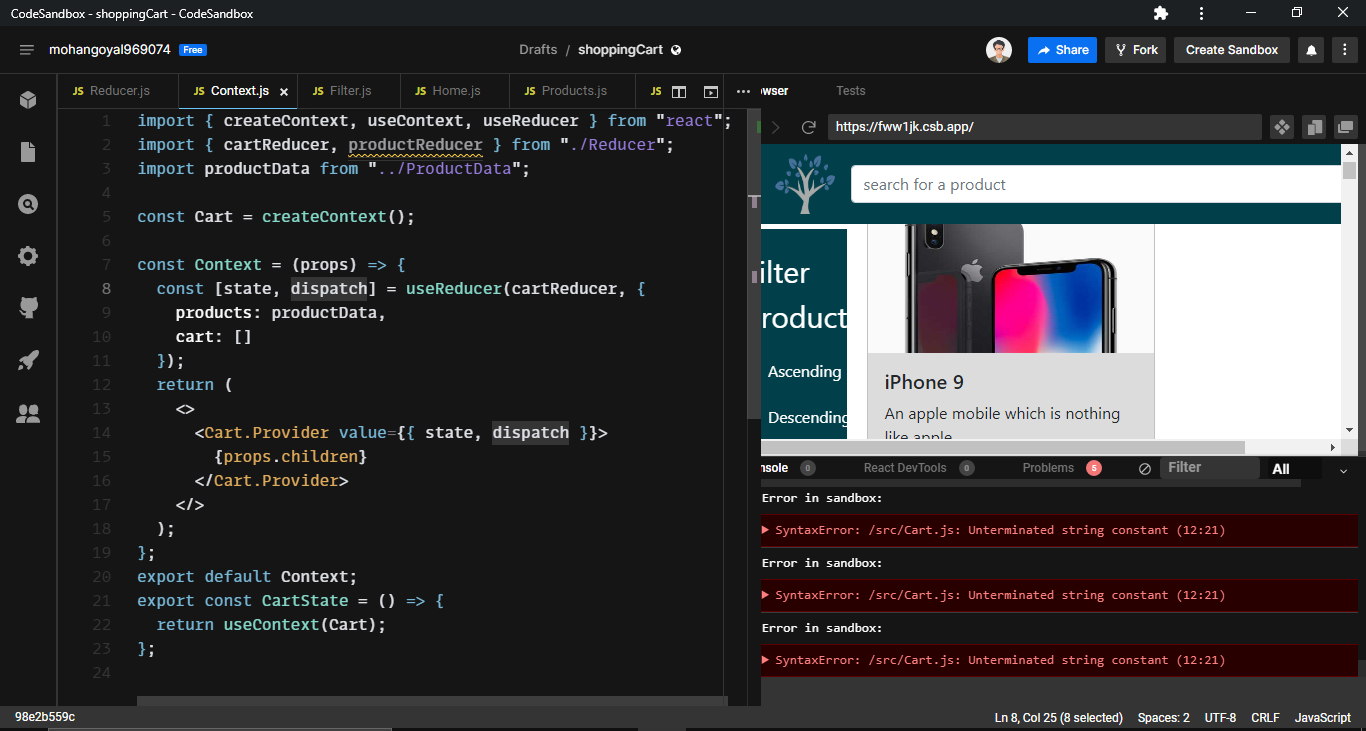 CodeSandbox - shoppingCart - CodeSandbox
mohangoyal969074 Free
Drafts / shoppingCart
Share
Fork
Create Sandbox
JS Reducer.js
JS Context.js ×
JS Filter.js
JS Home.js
JS Products.js
JS
1 import { createContext, useContext, useReducer } from "react";
2 import { cartReducer, productReducer } from "./Reducer";
3 import productData from "../ProductData";
4
5 const Cart = createContext();
6
7 const Context = (props) => {
8 const [state, dispatch] = useReducer(cartReducer, {
9 products: productData,
10 cart: []
11 });
12 return (
13 <>
14 <Cart.Provider value={{ state, dispatch }}>
15 {props.children}
16 </Cart.Provider>
17 </>
18 );
19 };
20 export default Context;
21 export const CartState = () => {
22 return useContext(Cart);
23 };
24
wser
Tests
https://fww1jk.csb.app/
search for a product
ilter
roduct
Ascending
Descending
iPhone 9
An apple mobile which is nothing
like apple
nsole 0
React DevTools 0
Problems 5
Filter
All
Error in sandbox:
SyntaxError: /src/Cart.js: Unterminated string constant (12:21)
Error in sandbox:
SyntaxError: /src/Cart.js: Unterminated string constant (12:21)
Error in sandbox:
SyntaxError: /src/Cart.js: Unterminated string constant (12:21)
98e2b559c
Ln 8, Col 25 (8 selected)
Spaces: 2
UTF-8
CRLF
JavaScript